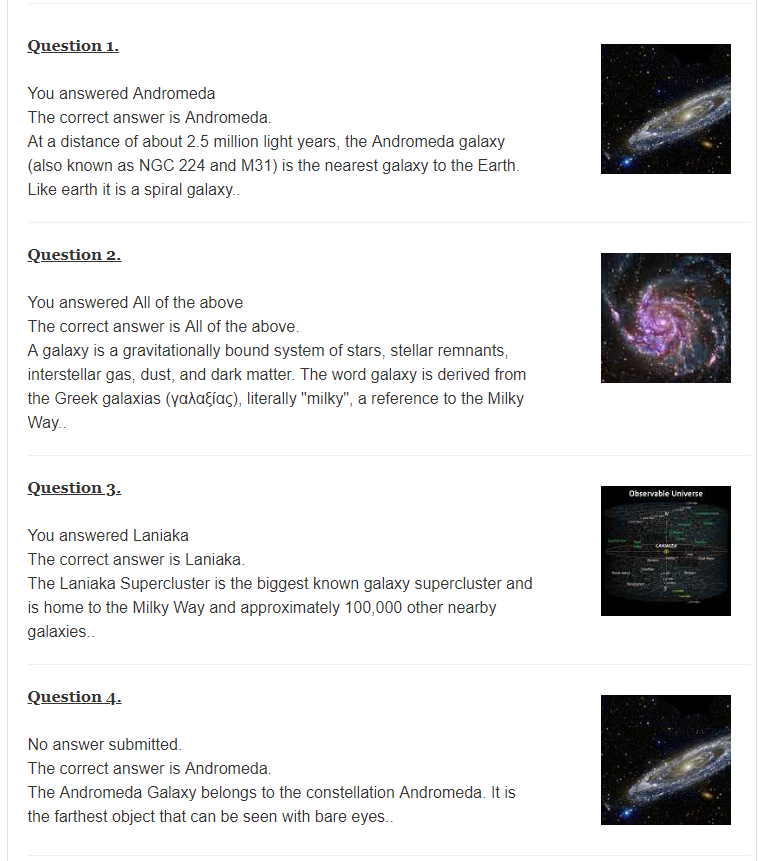 Question 1.
You answered Andromeda
The correct answer is Andromeda.
At a distance of about 2.5 million light years, the Andromeda galaxy
(also known as NGC 224 and M31) is the nearest galaxy to the Earth.
Like earth it is a spiral galaxy..
Question 2.
You answered All of the above
The correct answer is All of the above.
A galaxy is a gravitationally bound system of stars, stellar remnants,
interstellar gas, dust, and dark matter. The word galaxy is derived from
the Greek galaxias (γαλαξίας), literally "milky", a reference to the Milky
Way..
Question 3.
Observable Universe
LANIAKEA
You answered Laniaka
The correct answer is Laniaka.
The Laniaka Supercluster is the biggest known galaxy supercluster and
is home to the Milky Way and approximately 100,000 other nearby
galaxies..
Question 4.
No answer submitted.
The correct answer is Andromeda.
The Andromeda Galaxy belongs to the constellation Andromeda. It is
the farthest object that can be seen with bare eyes..